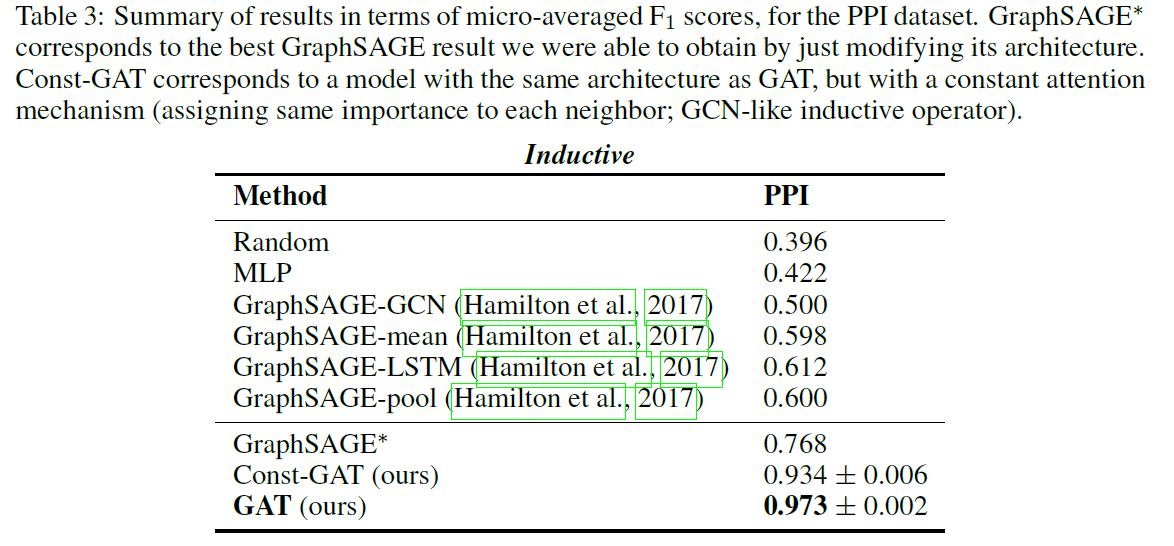 Table 3: Summary of results in terms of micro-averaged F1 scores, for the PPI dataset. GraphSAGE*
corresponds to the best GraphSAGE result we were able to obtain by just modifying its architecture.
Const-GAT corresponds to a model with the same architecture as GAT, but with a constant attention
mechanism (assigning same importance to each neighbor; GCN-like inductive operator).
Inductive
Method PPI
Random 0.396
MLP 0.422
GraphSAGE-GCN (Hamilton et al., 2017) 0.500
GraphSAGE-mean (Hamilton et al., 2017) 0.598
GraphSAGE-LSTM (Hamilton et al., 2017) 0.612
GraphSAGE-pool (Hamilton et al., 2017) 0.600
GraphSAGE* 0.768
Const-GAT (ours) 0.934 ± 0.006
GAT (ours) 0.973 ± 0.002